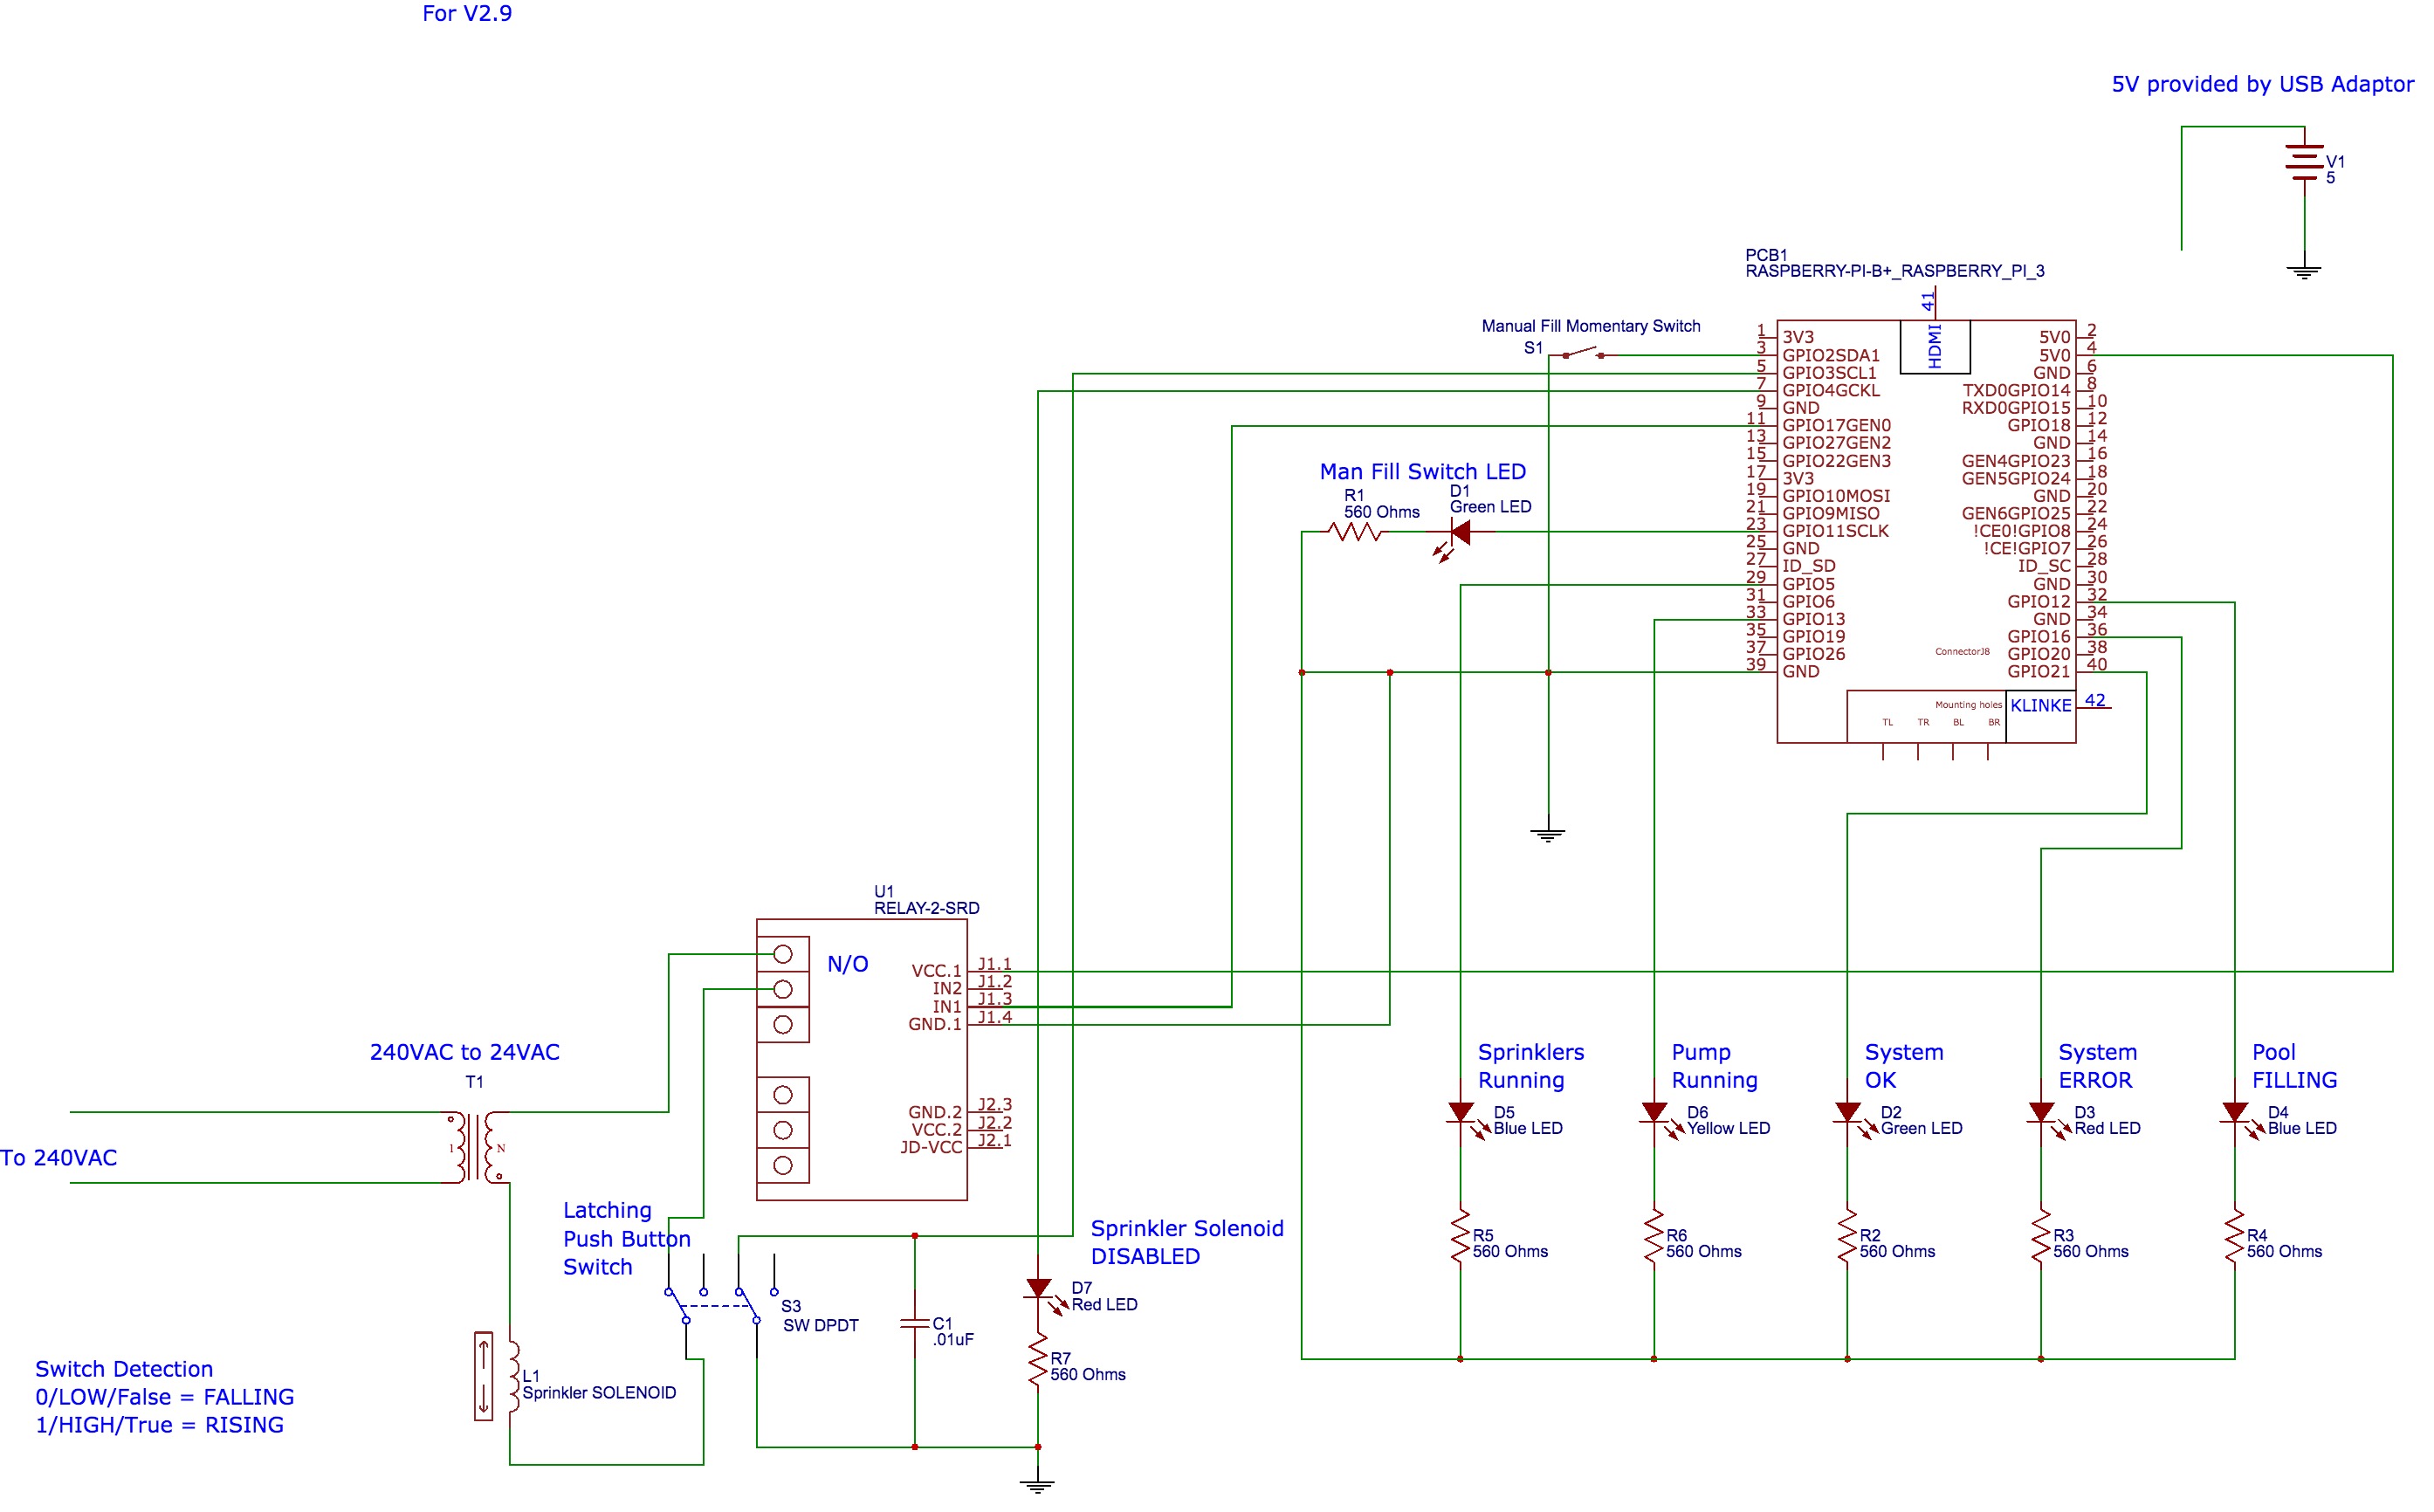 For V2.9
5V provided by USB Adaptor
V1
5
PCB1
RASPBERRY-PI-B+_RASPBERRY_PI_3
41
HDMI
Manual Fill Momentary Switch
S1
1 3V3
3 GPIO2SDA1
5 GPIO3SCL1
7 GPIO4GCKL
9 GND
11 GPIO17GEN0
13 GPIO27GEN2
15 GPIO22GEN3
17 3V3
19 GPIO10MOSI
21 GPIO9MISO
23 GPIO11SCLK
25 GND
27 ID_SD
29 GPIO5
31 GPIO6
33 GPIO13
35 GPIO19
37 GPIO26
39 GND
5V0 2
5V0 4
GND 6
TXD0GPIO14 8
RXD0GPIO15 10
GPIO18 12
GND 14
GEN4GPIO23 16
GEN5GPIO24 18
GND 20
GEN6GPIO25 22
!CE0!GPIO8 24
!CE!GPIO7 26
ID_SC 28
GND 30
GPIO12 32
GND 34
GPIO16 36
GPIO20 38
GPIO21 40
ConnectorJ8
Mounting holes
TL TR BL BR
KLINKE 42
Man Fill Switch LED
R1
560 Ohms
D1
Green LED
U1
RELAY-2-SRD
N/O
VCC.1 J1.1
IN2 J1.2
IN1 J1.3
GND.1 J1.4
GND.2 J2.3
VCC.2 J2.2
JD-VCC J2.1
240VAC to 24VAC
T1
1 N
To 240VAC
Latching
Push Button
Switch
S3
SW DPDT
Sprinkler Solenoid
DISABLED
C1
.01uF
D7
Red LED
R7
560 Ohms
L1
Sprinkler SOLENOID
Switch Detection
0/LOW/False = FALLING
1/HIGH/True = RISING
Sprinklers
Running
D5
Blue LED
R5
560 Ohms
Pump
Running
D6
Yellow LED
R6
560 Ohms
System
OK
D2
Green LED
R2
560 Ohms
System
ERROR
D3
Red LED
R3
560 Ohms
Pool
FILLING
D4
Blue LED
R4
560 Ohms